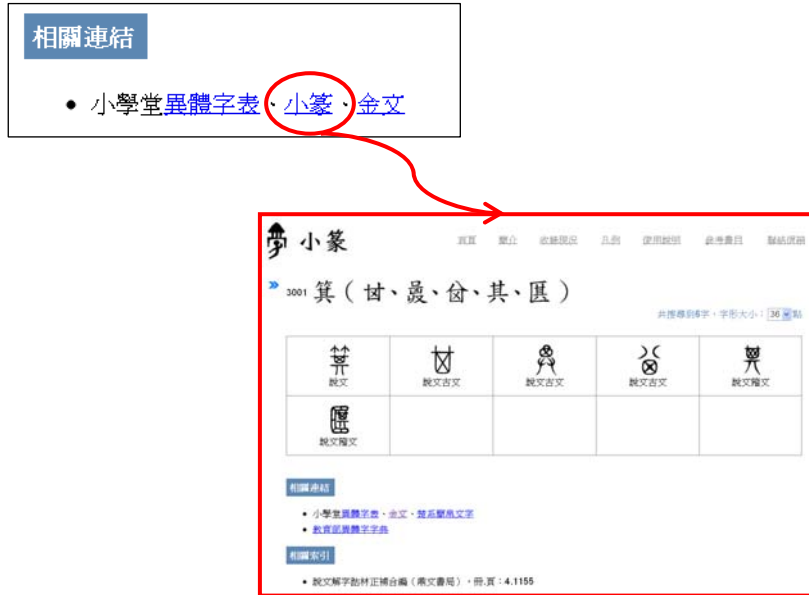 相關連結
• 小學堂異體字表、小篆、金文
小篆
首頁 簡介 收錄現況 凡例 使用說明 參考書目 聯絡資訊
3001 箕（𠀠、𠔋、𠔛、其、匩）
共搜尋到6字，字形大小：36 點
說文 說文古文 說文古文 說文古文 說文籀文
說文籀文
相關連結
• 小學堂異體字表、金文、楚系簡帛文字
• 教育部異體字字典
相關索引
• 說文解字詁林正補合編（鼎文書局），冊.頁：4.1155